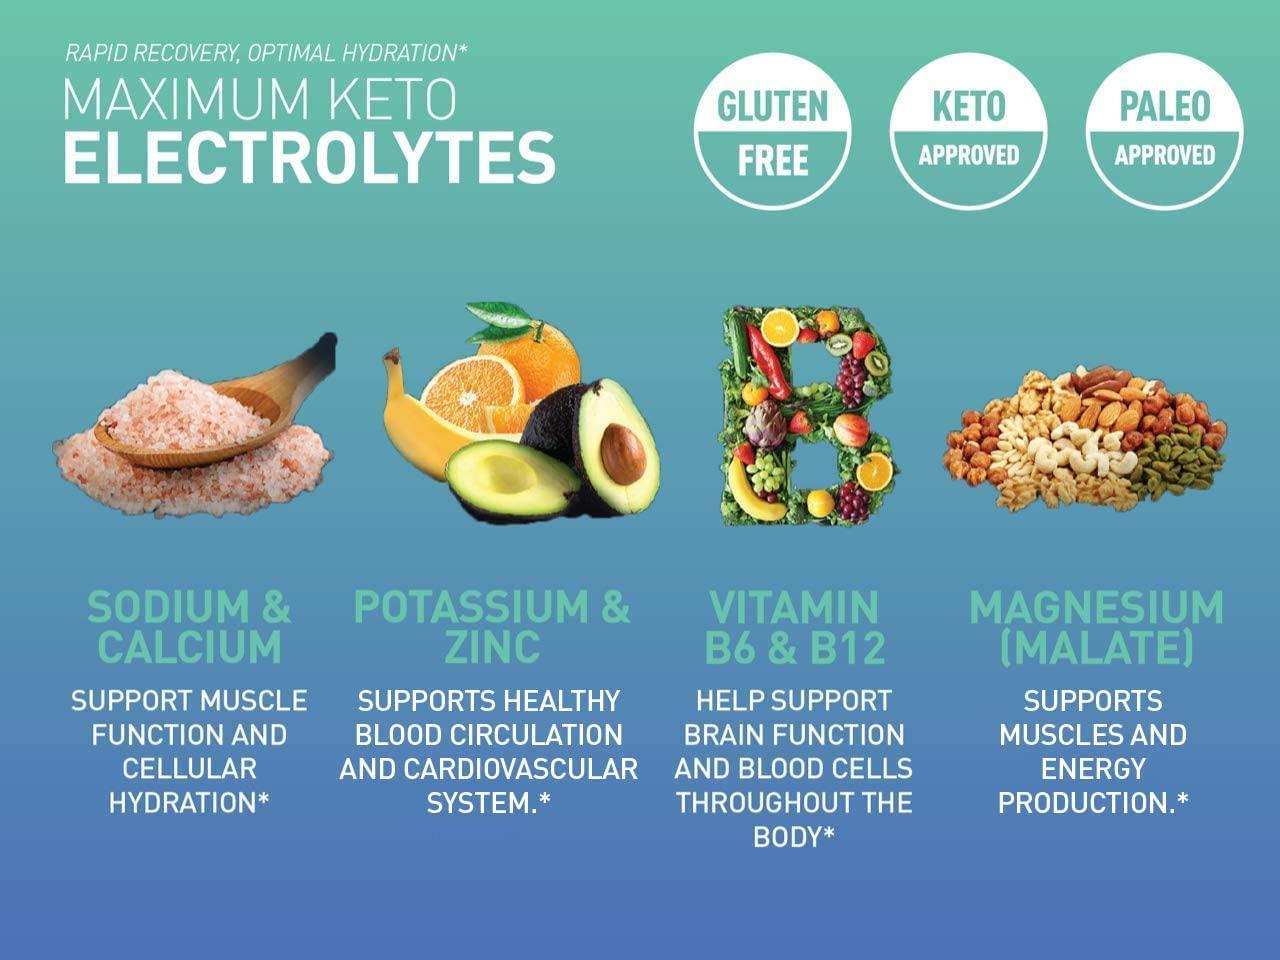 RAPID RECOVERY, OPTIMAL HYDRATION*
MAXIMUM KETO
ELECTROLYTES
GLUTEN
FREE
KETO
APPROVED
PALEO
APPROVED
SODIUM &
CALCIUM
SUPPORT MUSCLE
FUNCTION AND
CELLULAR
HYDRATION*
POTASSIUM &
ZINC
SUPPORTS HEALTHY
BLOOD CIRCULATION
AND CARDIOVASCULAR
SYSTEM.*
VITAMIN
B6 & B12
HELP SUPPORT
BRAIN FUNCTION
AND BLOOD CELLS
THROUGHOUT THE
BODY*
MAGNESIUM
(MALATE)
SUPPORTS
MUSCLES AND
ENERGY
PRODUCTION.*